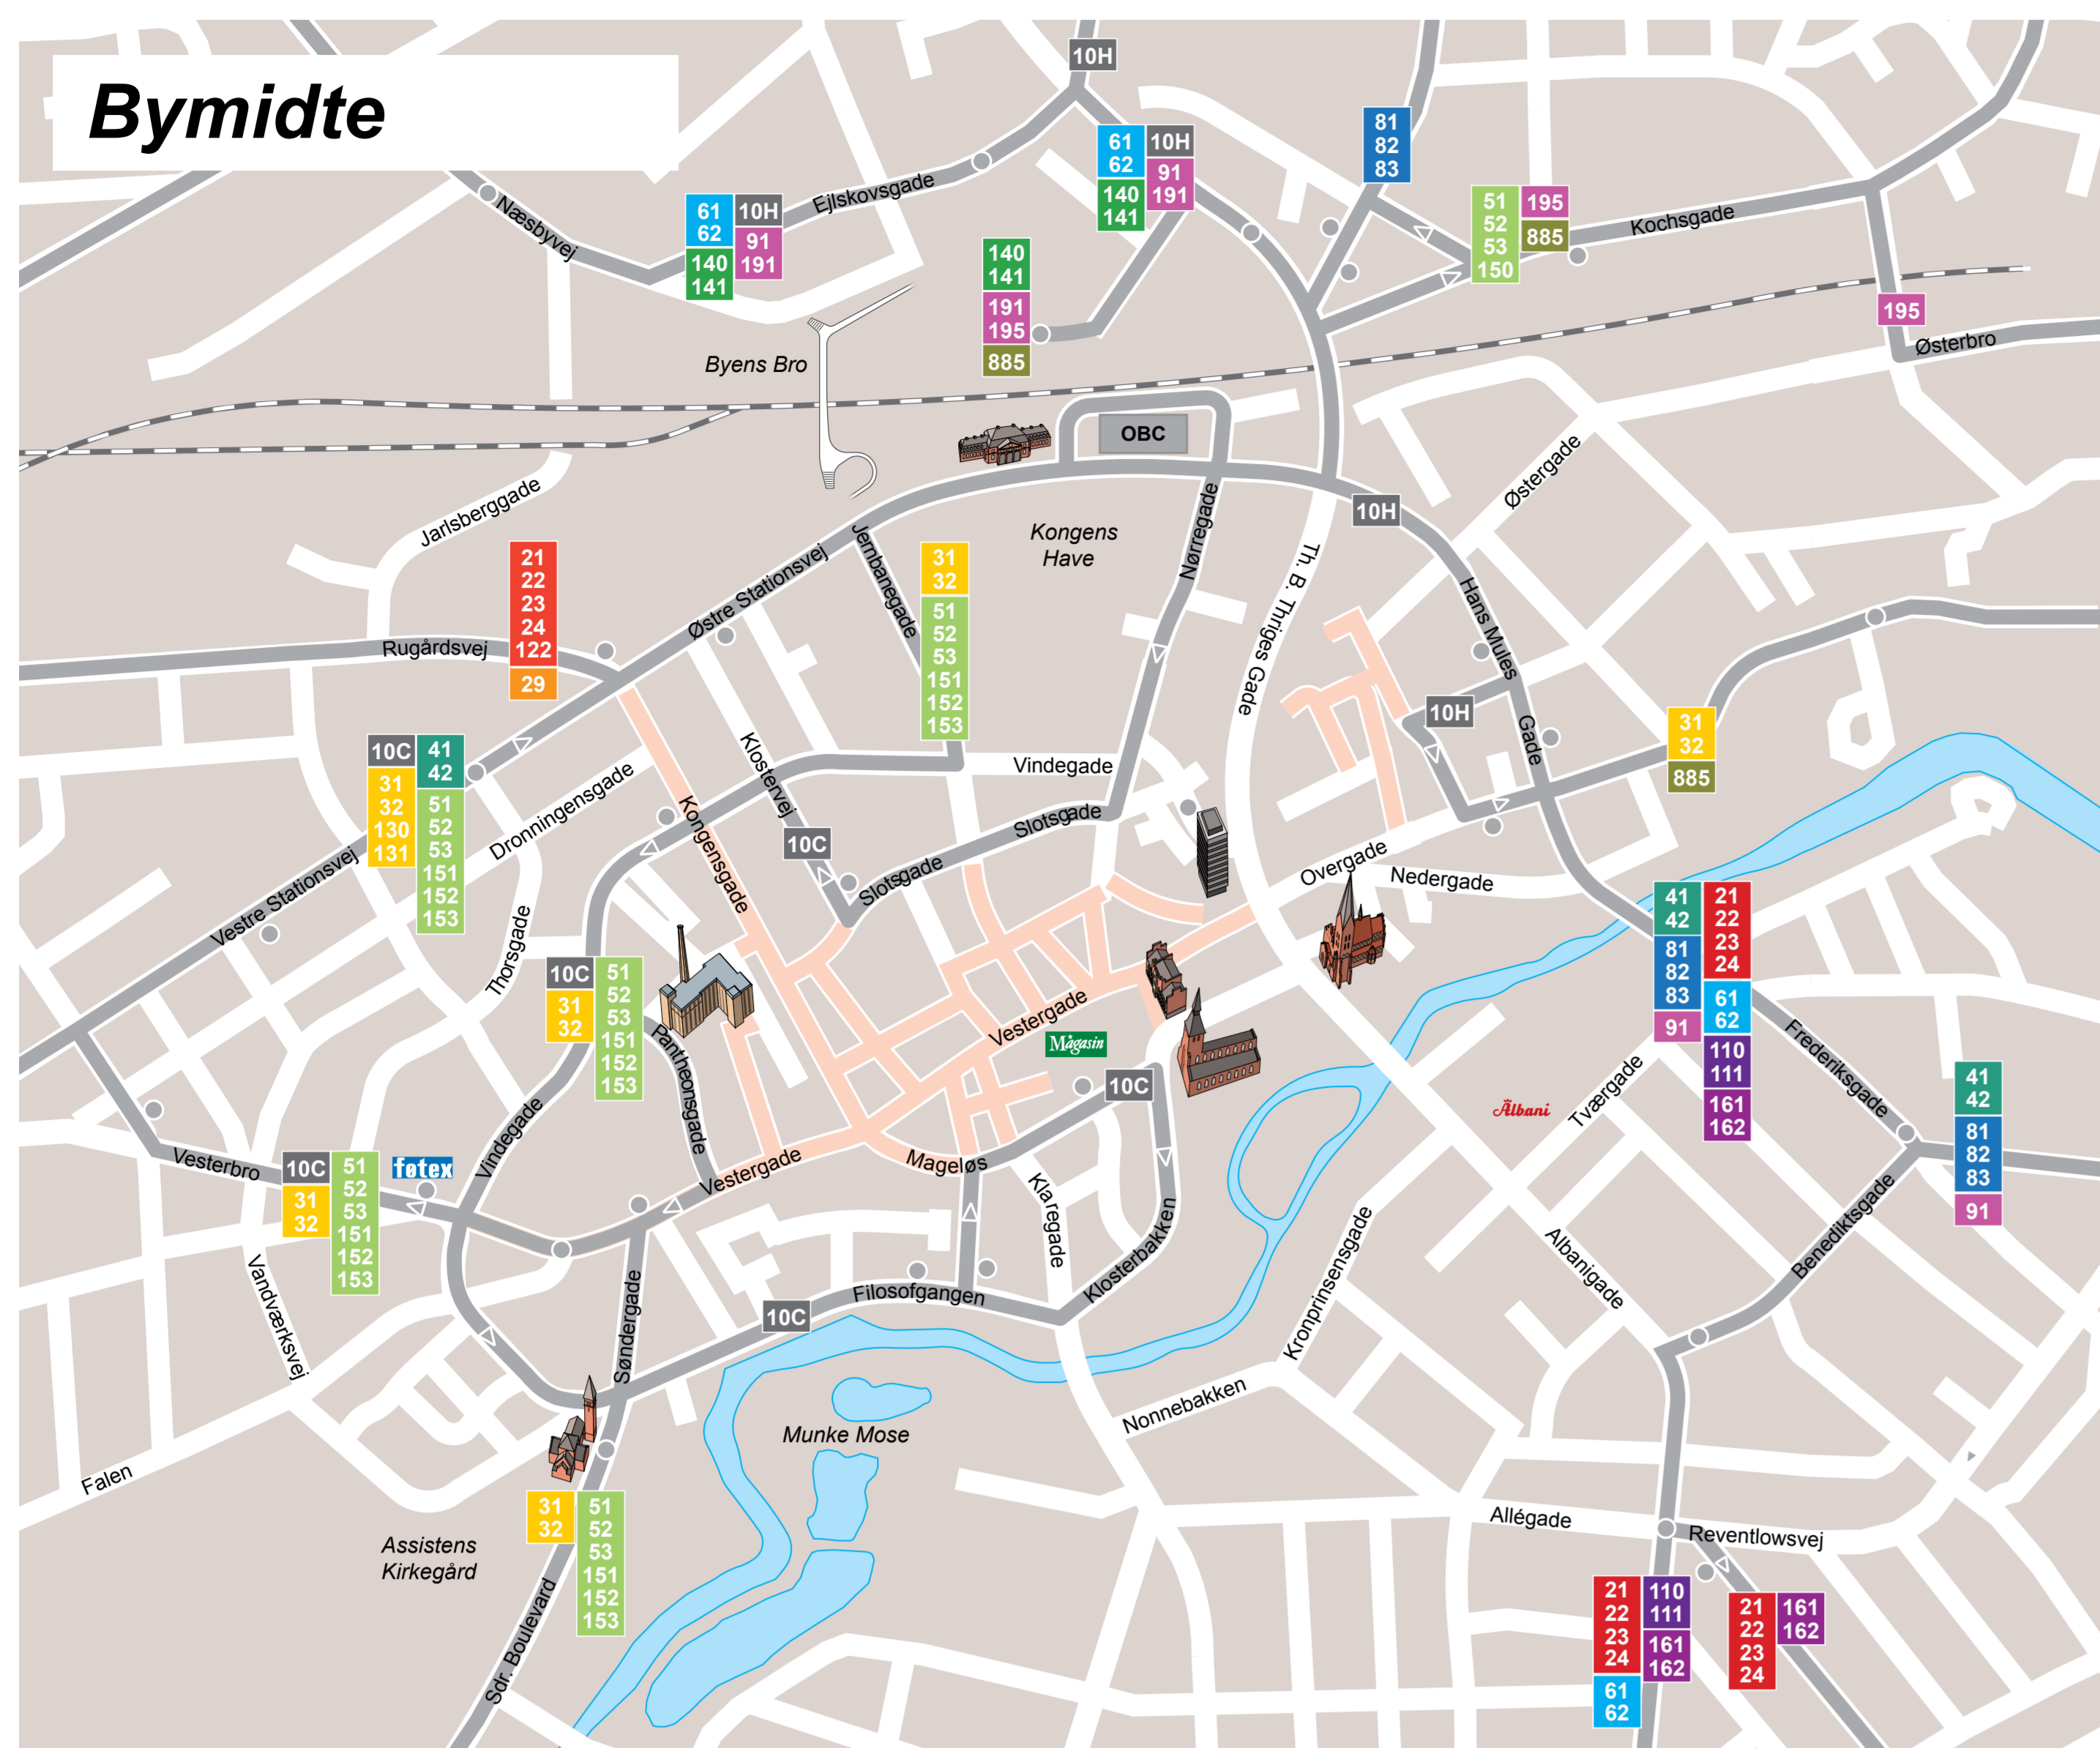 Bymidte
10H
61
62
140
141
10H
91
191
81
82
83
51
52
53
150
195
885
Kochsgade
Næsbyvej
61
62
140
141
10H
91
191
Ejlskovsgade
140
141
191
195
885
195
Østerbro
Byens Bro
OBC
Østergade
Jarlsberggade
10H
Kongens
Have
Nørregade
Th. B. Thriges Gade
Hans Mules
Gade
21
22
23
24
122
29
Rugårdsvej
Østre Stationsvej
Jernbanegade
31
32
51
52
53
151
152
153
10H
31
32
885
10C
31
32
130
131
41
42
51
52
53
151
152
153
Vestre Stationsvej
Dronningensgade
Kongensgade
Klostervej
10C
Vindegade
Slotsgade
Slotsgade
Overgade
Nedergade
Thorsgade
10C
31
32
51
52
53
151
152
153
Pantheonsgade
Vestergade
Magasin
10C
41
42
81
82
83
91
21
22
23
24
61
62
110
111
161
162
Frederiksgade
Tværgade
Albani
41
42
81
82
83
91
Vesterbro
10C
31
32
51
52
53
151
152
153
føtex
Vindegade
Vestergade
Mageløs
Klaregade
Klosterbakken
Kronprinsensgade
Albanigade
Benediktsgade
Vandværksvej
Søndergade
10C
Filosofgangen
Nonnebakken
Munke Mose
Falen
Assistens
Kirkegård
31
32
51
52
53
151
152
153
Sdr. Boulevard
Allégade
Reventlowsvej
21
22
23
24
61
62
110
111
161
162
21
22
23
24
161
162